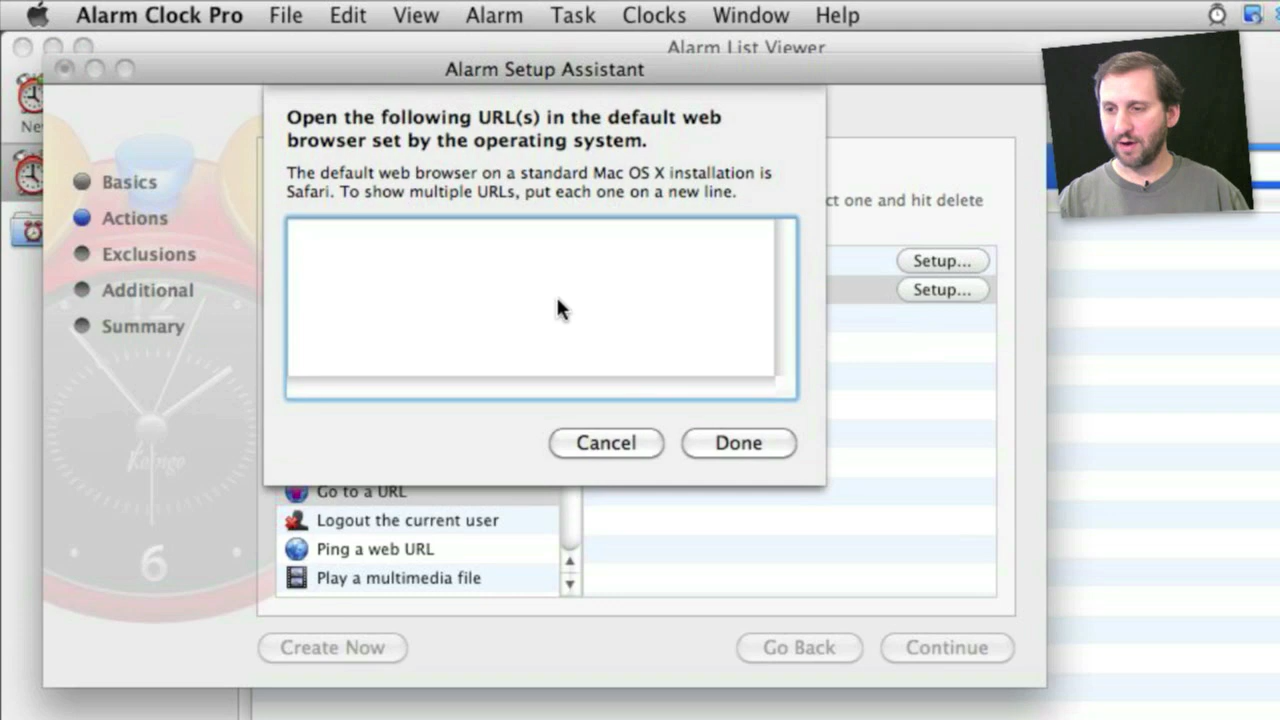 Alarm Clock Pro File Edit View Alarm Task Clocks Window Help
Alarm List Viewer
Alarm Setup Assistant
Open the following URL(s) in the default web
browser set by the operating system.
The default web browser on a standard Mac OS X installation is
Safari. To show multiple URLs, put each one on a new line.
Cancel Done
Ne
Basics
Actions
Exclusions
Additional
Summary
12
6
ct one and hit delete
Setup...
Setup...
Go to a URL
Logout the current user
Ping a web URL
Play a multimedia file
Create Now Go Back Continue